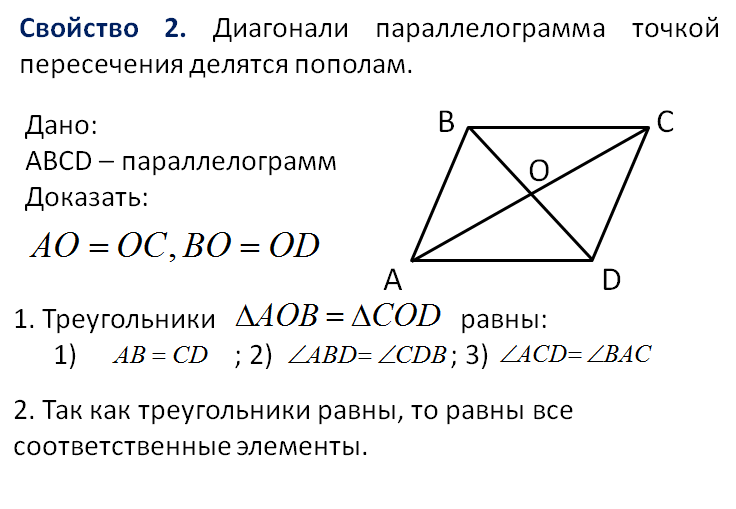 Свойство 2. Диагонали параллелограмма точкой
пересечения делятся пополам.
Дано:
ABCD – параллелограмм
Доказать:
AO = OC, BO = OD
B
C
O
A
D
1. Треугольники ΔAOB = ΔCOD равны:
1) AB = CD ; 2) ∠ABD= ∠CDB ; 3) ∠ACD= ∠BAC
2. Так как треугольники равны, то равны все
соответственные элементы.